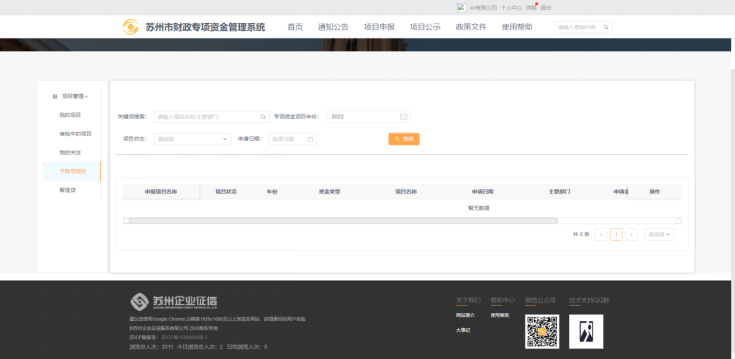 xx有限公司 个人中心 消息 退出
苏州市财政专项资金管理系统 首页 通知公告 项目申报 项目公示 政策文件 使用帮助 请输入查询内容
项目管理
我的项目
审批中的项目
我的关注
子账号项目
帮追贷
关键词搜索: 请输入项目名称/主管部门 专项资金项目年份: 2022
项目状态: 请选择 申请日期: 选择日期 查询
申报项目名称 项目状态 年份 资金类型 项目名称 申请日期 主管部门 申请金 操作
暂无数据
共 0 条 1 请选择
苏州企业征信
关于我们 帮助中心 微信公众号 技术支持QQ群
网站简介 使用帮助
大事记
建议您使用Google Chrome,分辨率1920×1080及以上浏览本网站，获得更好的用户体验
©苏州企业征信服务有限公司 2020版权所有
苏ICP备案号:
浏览总人次: 3311 今日浏览总人次: 2 日均浏览人次: 5